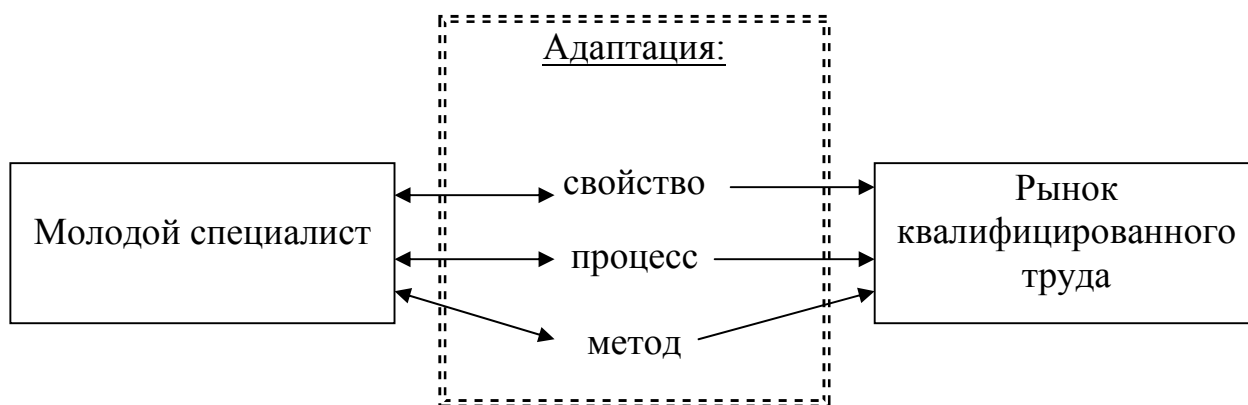 Адаптация:
Молодой специалист
свойство
процесс
метод
Рынок
квалифицированного
труда